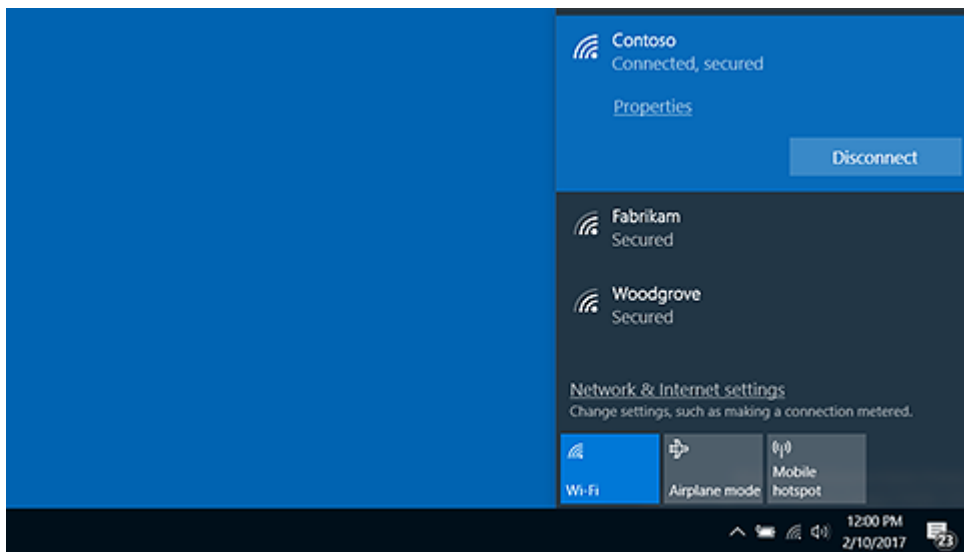 Contoso
Connected, secured
Properties
Disconnect
Fabrikam
Secured
Woodgrove
Secured
Network & Internet settings
Change settings, such as making a connection metered.
Wi-Fi
Airplane mode
Mobile
hotspot
12:00 PM
2/10/2017
23